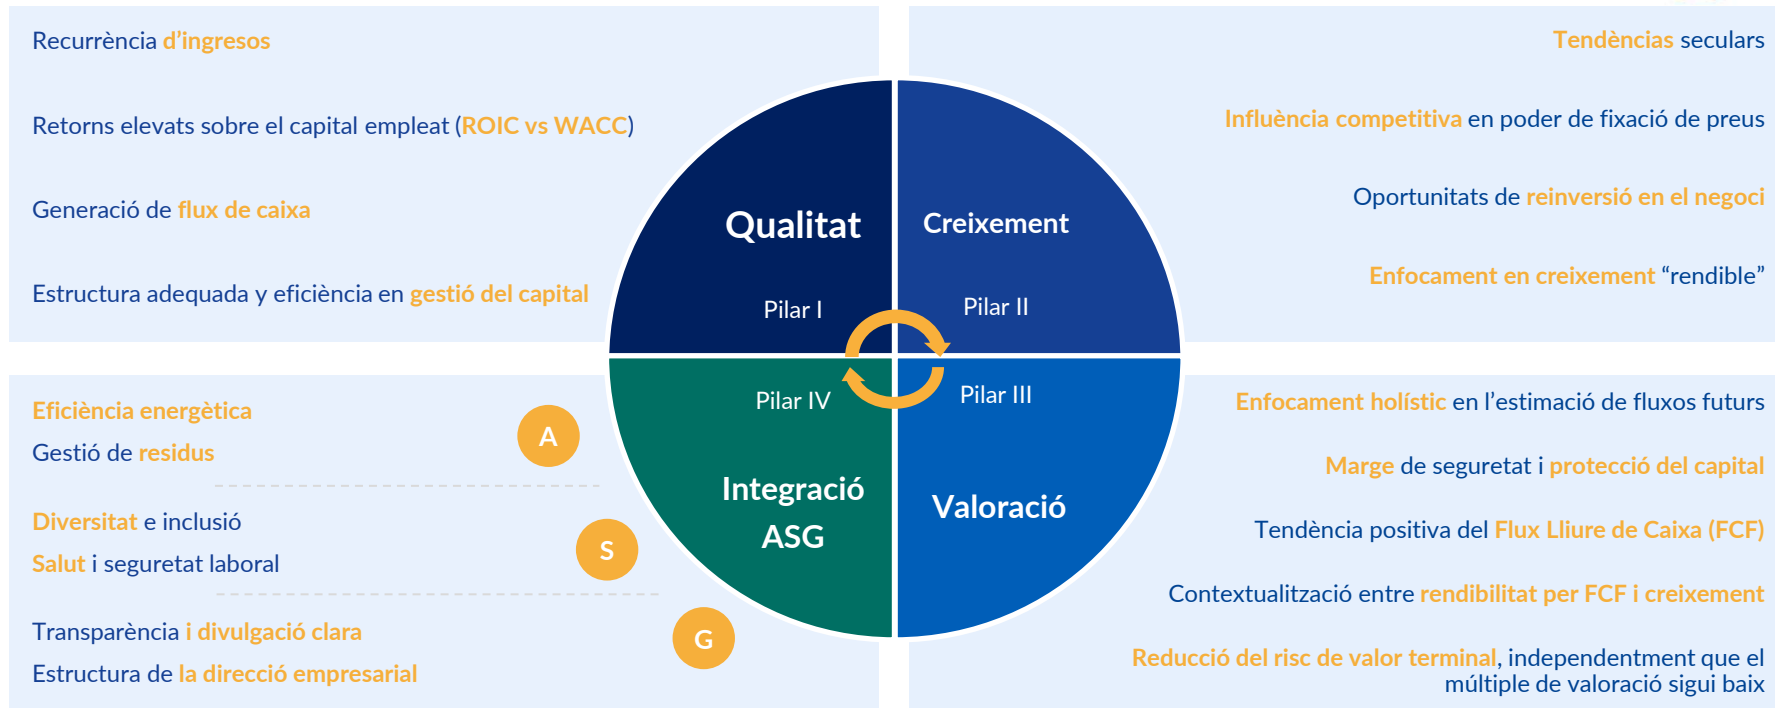 Recurrència d'ingresos
Retorns elevats sobre el capital empleat (ROIC vs WACC)
Generació de flux de caixa
Estructura adequada y eficiència en gestió del capital
Qualitat
Pilar I
Tendències seculars
Influència competitiva en poder de fixació de preus
Oportunitats de reinversió en el negoci
Enfocament en creixement “rendible”
Creixement
Pilar II
Eficiència energètica
Gestió de residus
A
Diversitat e inclusió
Salut i seguretat laboral
S
Transparència i divulgació clara
Estructura de la direcció empresarial
G
Pilar IV
Integració
ASG
Pilar III
Valoració
Enfocament holístic en l’estimació de fluxos futurs
Marge de seguretat i protecció del capital
Tendència positiva del Flux Lliure de Caixa (FCF)
Contextualització entre rendibilitat per FCF i creixement
Reducció del risc de valor terminal, independentment que el
múltiple de valoració sigui baix